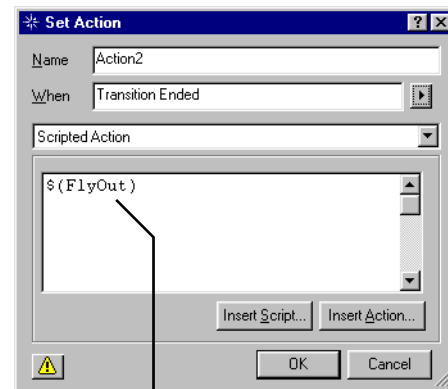 Set Action
Name Action2
When Transition Ended
Scripted Action
$(FlyOut)
Insert Script... Insert Action...
OK Cancel